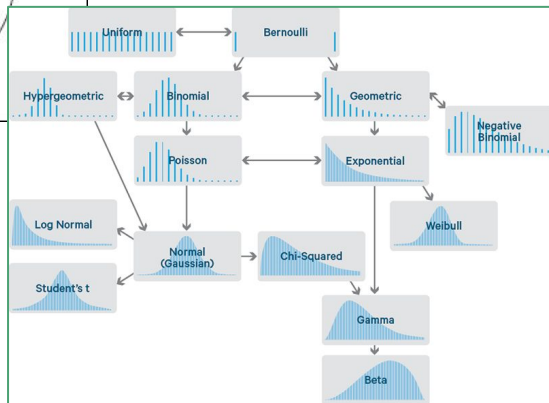 Uniform
Bernoulli
Hypergeometric
Binomial
Geometric
Negative
Binomial
Poisson
Exponential
Log Normal
Normal
(Gaussian)
Chi-Squared
Weibull
Student's t
Gamma
Beta